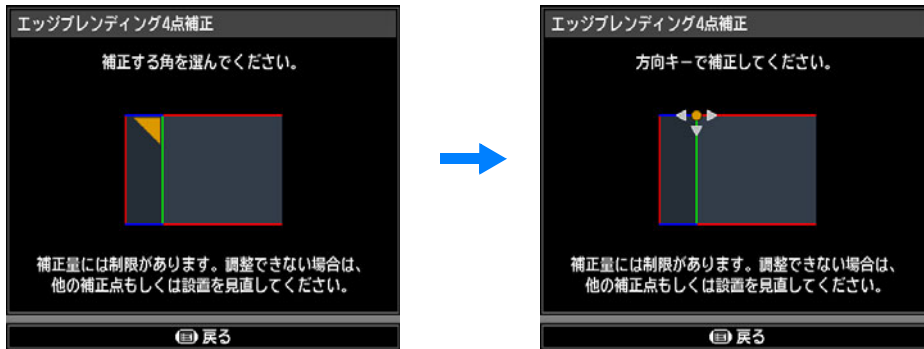 エッジブレンディング4点補正
補正する角を選んでください。
補正量には制限があります。調整できない場合は、
他の補正点もしくは設置を見直してください。
戻る
エッジブレンディング4点補正
方向キーで補正してください。
補正量には制限があります。調整できない場合は、
他の補正点もしくは設置を見直してください。
戻る